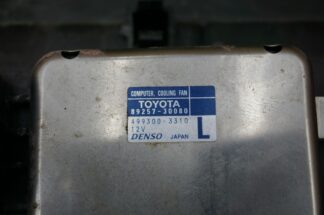 COMPUTER, COOLING FAN
TOYOTA
89257-30080
499300-3310
12V
DENSO JAPAN
L